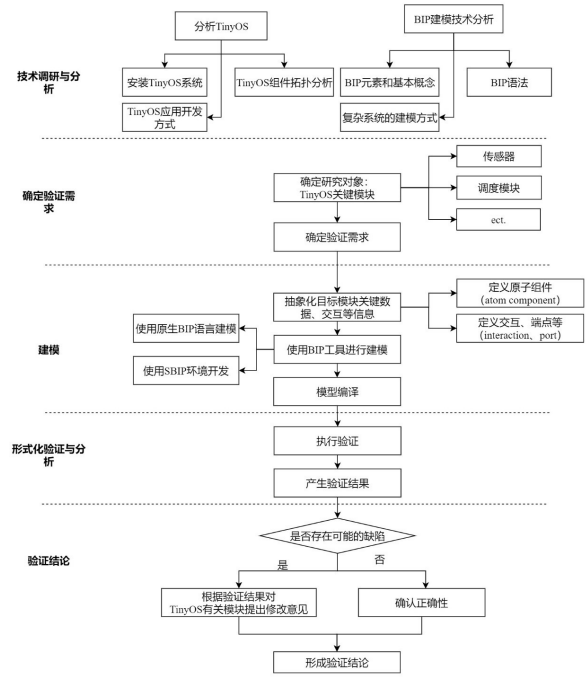 技术调研与分
析
分析TinyOS
BIP建模技术分析
安装TinyOS系统
TinyOS组件拓扑分析
BIP元素和基本概念
BIP语法
TinyOS应用开发
方式
复杂系统的建模方式
确定验证需
求
确定研究对象：
TinyOS关键模块
传感器
调度模块
ect.
确定验证需求
建模
抽象化目标模块关键数
据、交互等信息
定义原子组件
（atom component）
定义交互、端点等
（interaction、port）
使用原生BIP语言建模
使用BIP工具进行建模
使用SBIP环境开发
模型编译
形式化验证与分
析
执行验证
产生验证结果
验证结论
是否存在可能的缺陷
是
否
根据验证结果对
TinyOS有关模块提出修改意见
确认正确性
形成验证结论